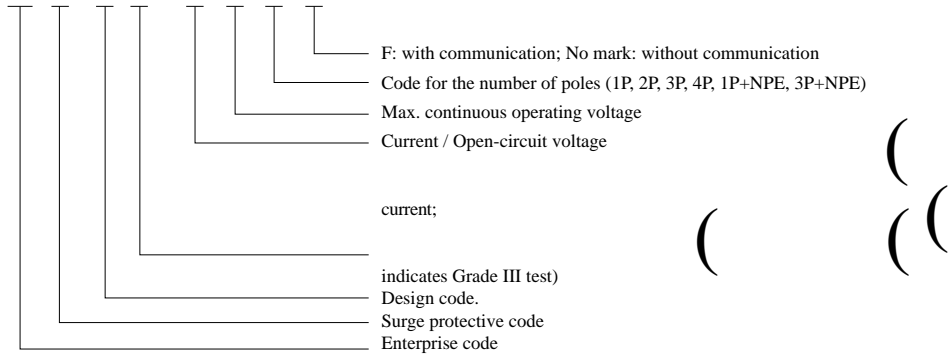 F: with communication; No mark: without communication
Code for the number of poles (1P, 2P, 3P, 4P, 1P+NPE, 3P+NPE)
Max. continuous operating voltage
Current / Open-circuit voltage
(
current;
(
( (
indicates Grade III test)
Design code.
Surge protective code
Enterprise code